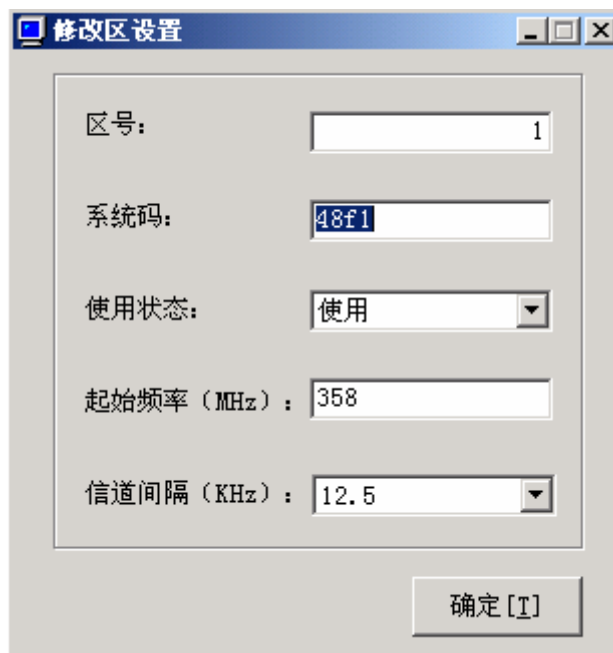 修改区设置
区号：
1
系统码：
48f1
使用状态：
使用
起始频率（MHz）：
358
信道间隔（KHz）：
12.5
确定[T]